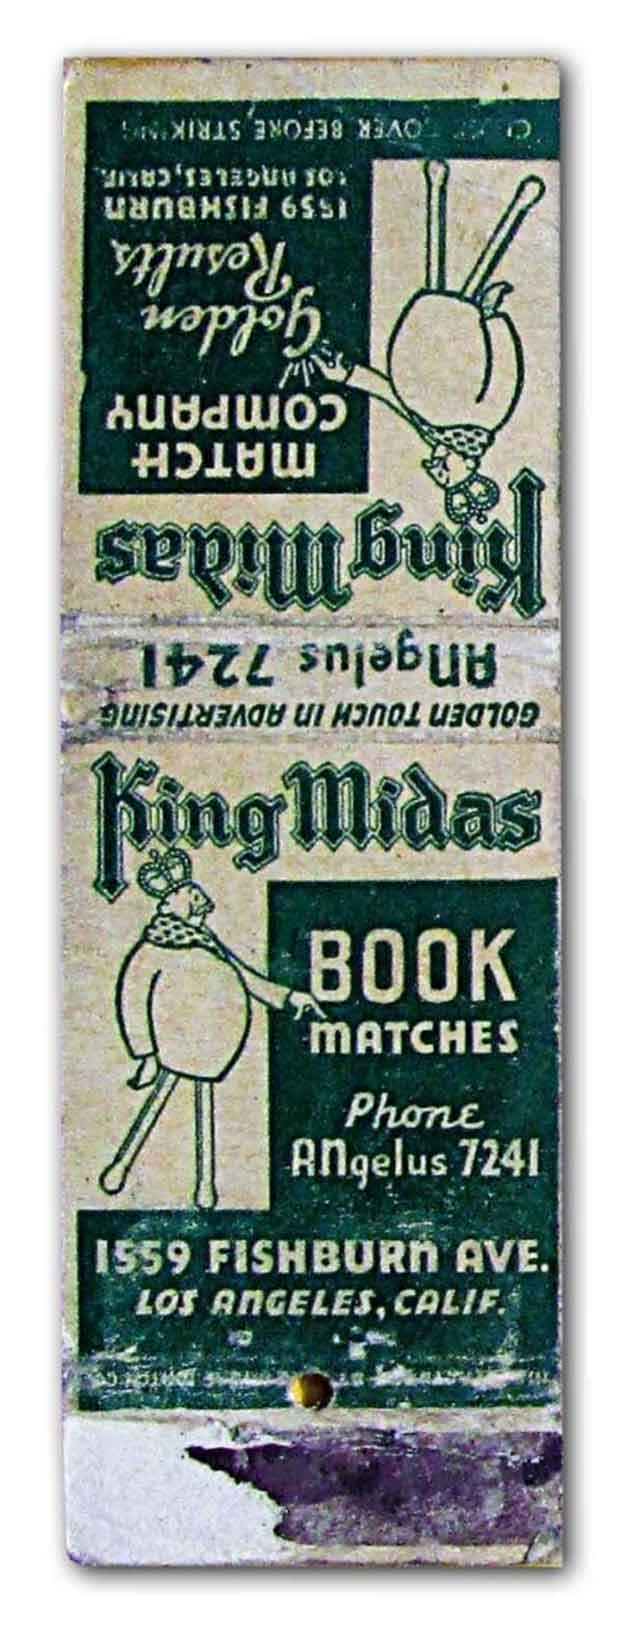 GOLDEN TOUCH IN ADVERTISING
ANgelus 7241
King Midas
MATCH
COMPANY
Golden
Results
1559 FISHBURN
LOS ANGELES, CALIF.
COVER BEFORE STRIKING
King Midas
BOOK
MATCHES
Phone
ANgelus 7241
1559 FISHBURN AVE.
LOS ANGELES, CALIF.